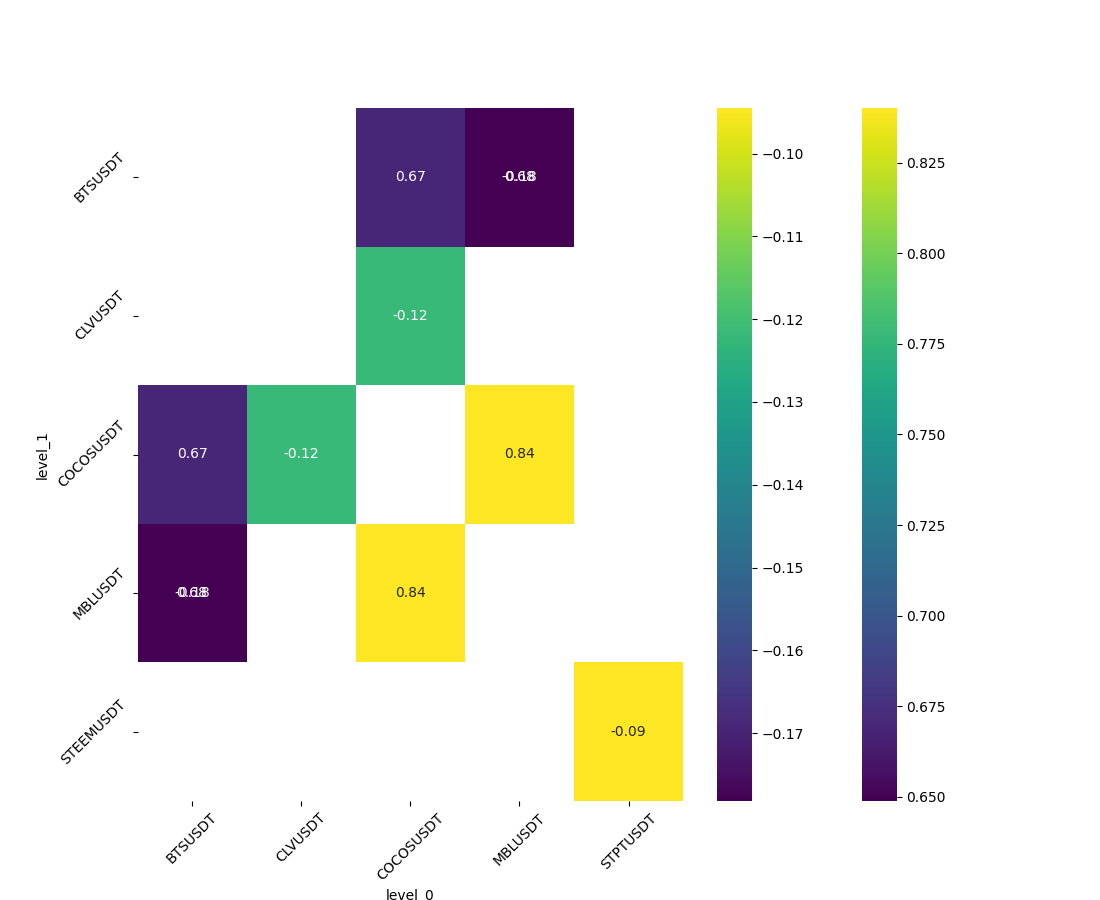 BTSUSDT
CLVUSDT
COCOSUSDT
MBLUSDT
STEEMUSDT
level_1
0.67
-0.12
0.67
-0.12
0.84
0.84
-0.09
BTSUSDT
CLVUSDT
COCOSUSDT
MBLUSDT
STPTUSDT
level_0
−0.10
−0.11
−0.12
−0.13
−0.14
−0.15
−0.16
−0.17
0.825
0.800
0.775
0.750
0.725
0.700
0.675
0.650